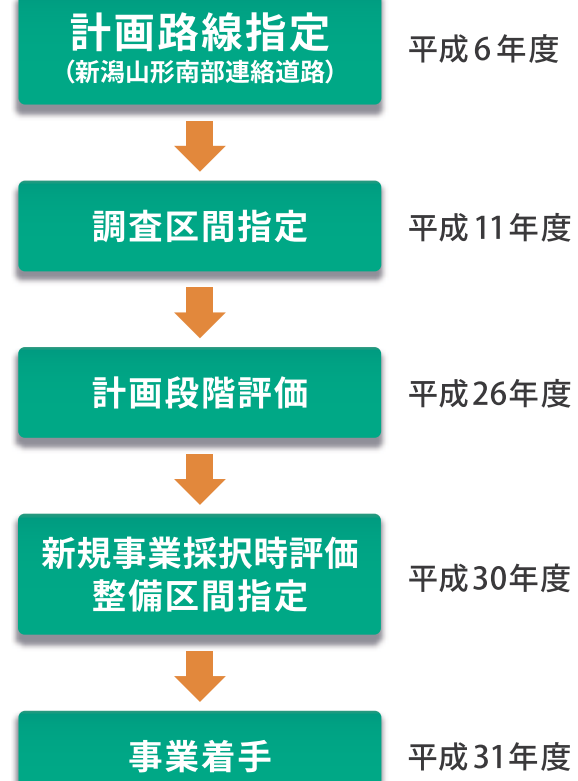 計画路線指定
（新潟山形南部連絡道路）
平成6年度
調査区間指定
平成11年度
計画段階評価
平成26年度
新規事業採択時評価
整備区間指定
平成30年度
事業着手
平成31年度